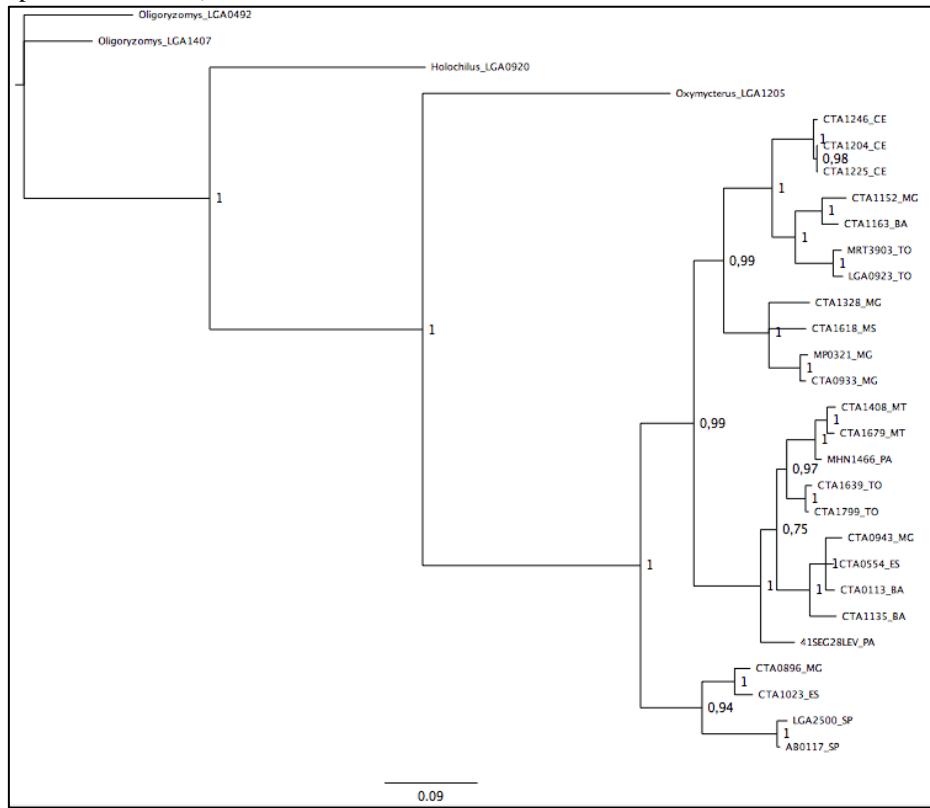 Oligoryzomys_LGA0492
Oligoryzomys_LGA1407
Holochilus_LGA0920
Oxymycterus_LGA1205
CTA1246_CE
1
CTA1204_CE
0,98
CTA1225_CE
1
CTA1152_MG
1
CTA1163_BA
1
MRT3903_TO
1
LGA0923_TO
0,99
CTA1328_MG
CTA1618_MS
1
MP0321_MG
1
CTA0933_MG
1
0,99
CTA1408_MT
1
CTA1679_MT
1
MHN1466_PA
0,97
CTA1639_TO
1
CTA1799_TO
0,75
CTA0943_MG
CTA0554_ES
1
CTA0113_BA
1
1
CTA1135_BA
41SEG28LEV_PA
1
1
CTA0896_MG
1
CTA1023_ES
0,94
LGA2500_SP
1
AB0117_SP
0.09